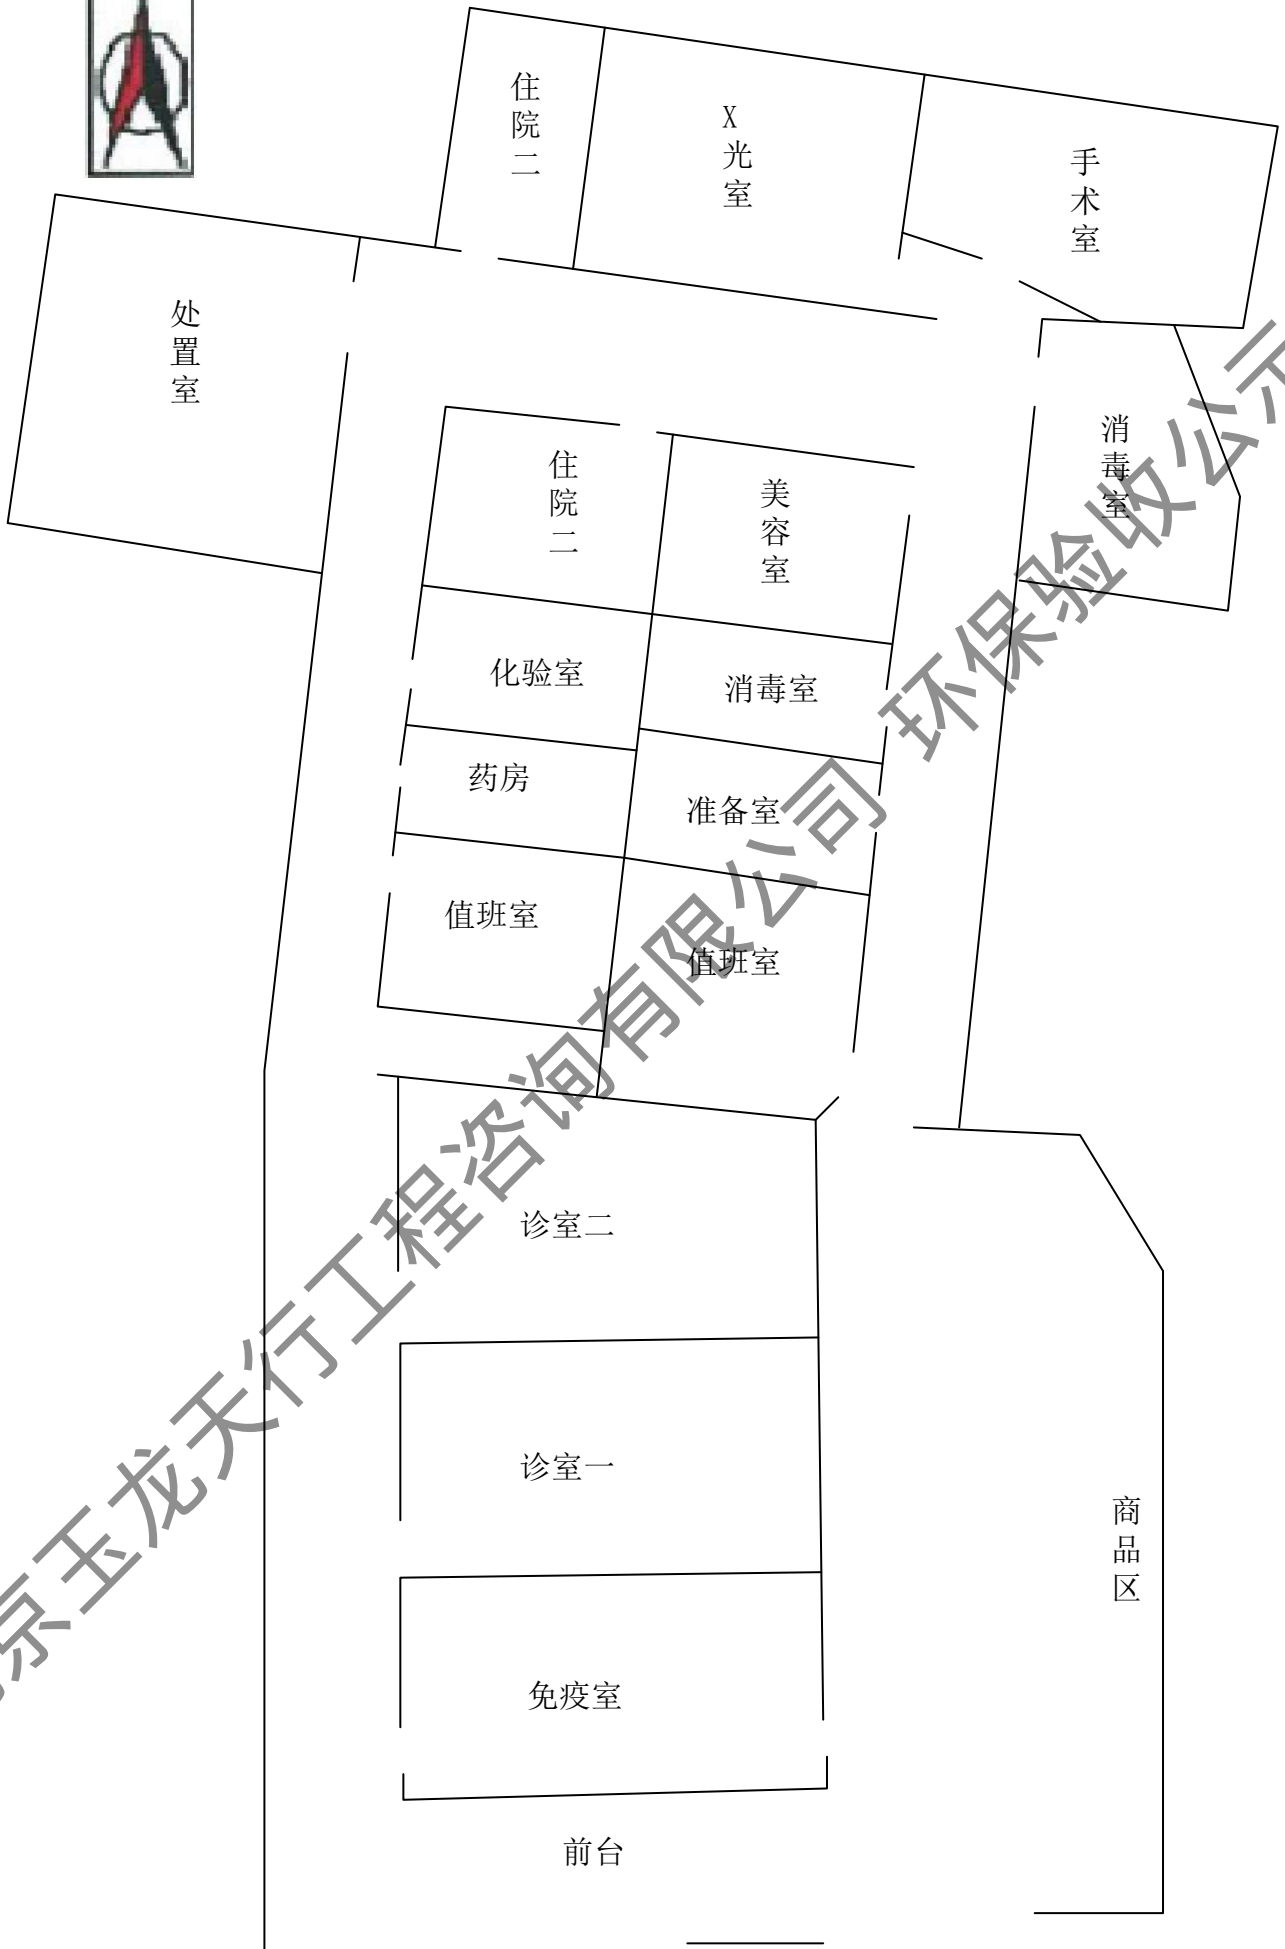 住院二
X光室
手术室
处置室
消毒室
住院二
美容室
化验室
消毒室
药房
准备室
值班室
值班室
诊室二
诊室一
商品区
免疫室
前台
京玉龙天行工程咨询有限公司 环保验收公示